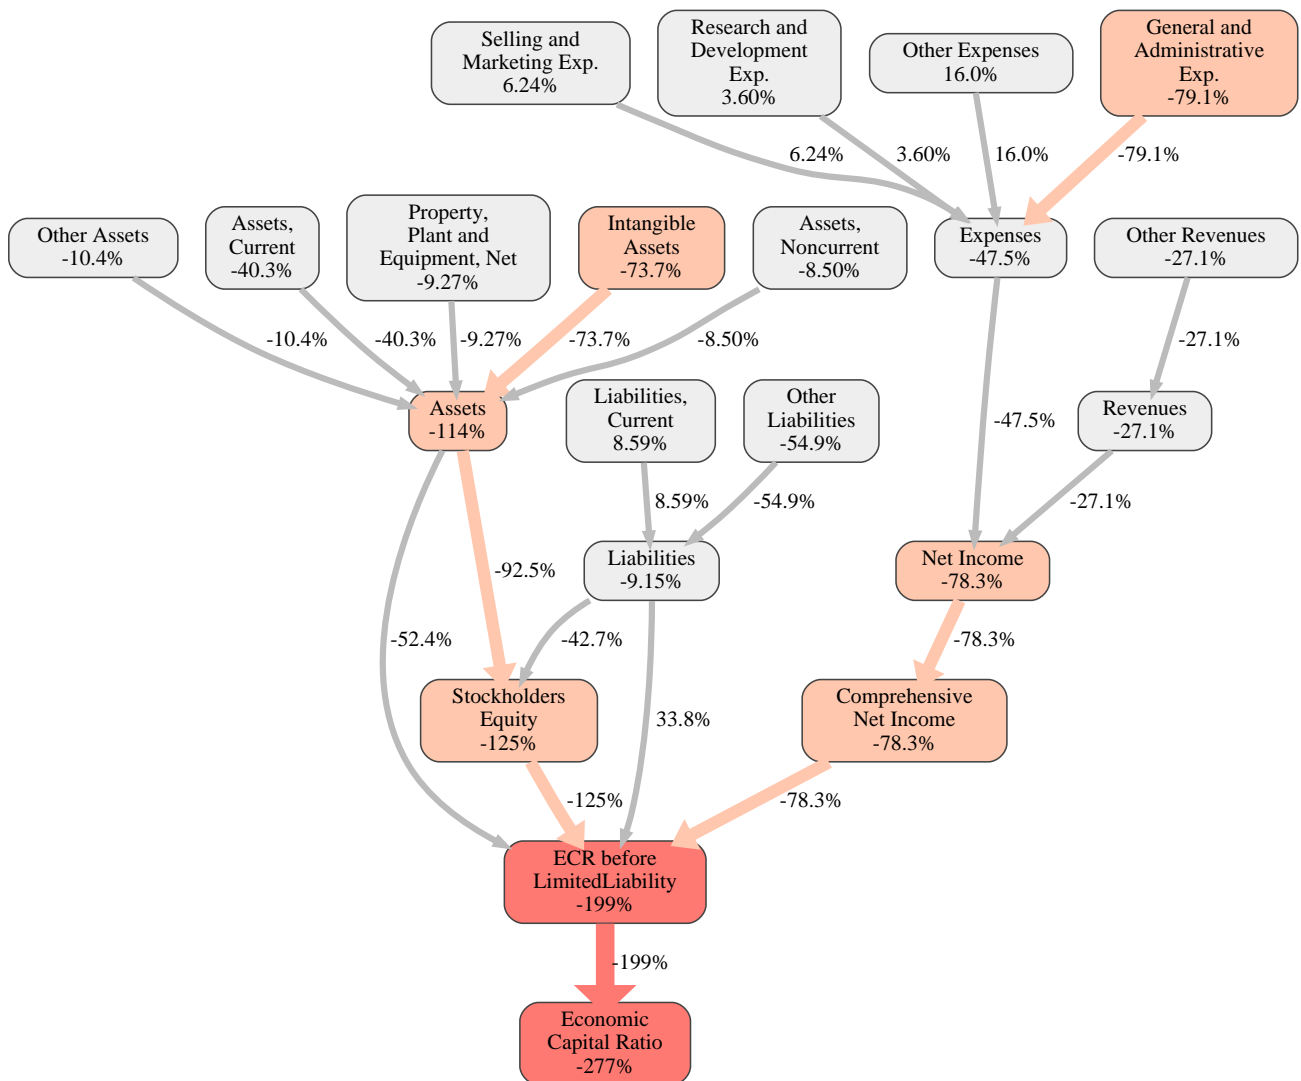 Selling and
Marketing Exp.
6.24%
Research and
Development
Exp.
3.60%
Other Expenses
16.0%
General and
Administrative
Exp.
-79.1%
6.24%
3.60%
16.0%
-79.1%
Other Assets
-10.4%
Assets,
Current
-40.3%
Property,
Plant and
Equipment, Net
-9.27%
Intangible
Assets
-73.7%
Assets,
Noncurrent
-8.50%
Expenses
-47.5%
Other Revenues
-27.1%
-10.4%
-40.3%
-9.27%
-73.7%
-8.50%
-47.5%
-27.1%
Assets
-114%
Liabilities,
Current
8.59%
Other
Liabilities
-54.9%
Revenues
-27.1%
8.59%
-54.9%
-27.1%
-92.5%
Liabilities
-9.15%
Net Income
-78.3%
-52.4%
-42.7%
33.8%
-78.3%
Stockholders
Equity
-125%
Comprehensive
Net Income
-78.3%
-125%
-78.3%
ECR before
LimitedLiability
-199%
-199%
Economic
Capital Ratio
-277%